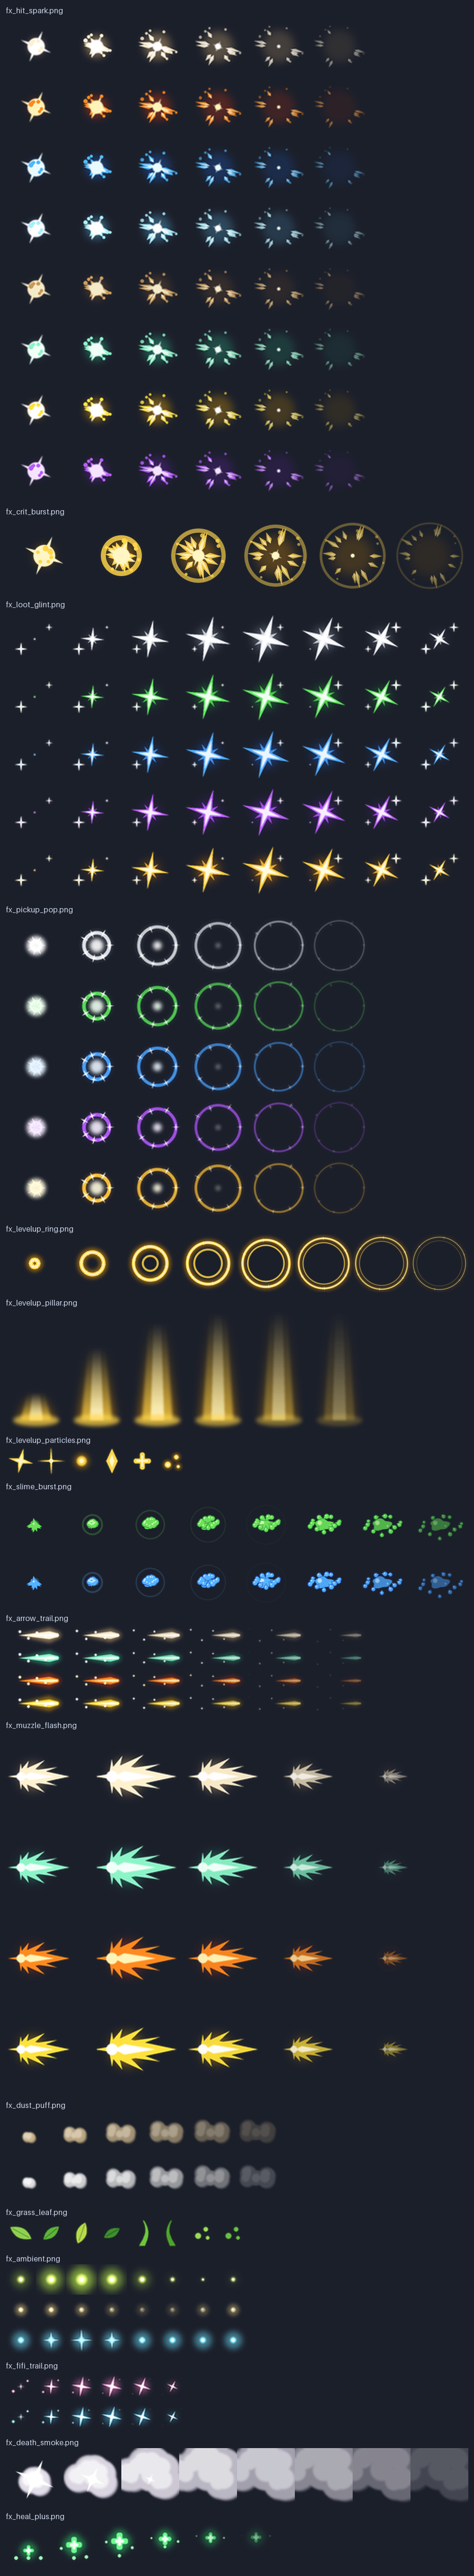 fx_hit_spark.png
fx_crit_burst.png
fx_loot_glint.png
fx_pickup_pop.png
fx_levelup_ring.png
fx_levelup_pillar.png
fx_levelup_particles.png
fx_slime_burst.png
fx_arrow_trail.png
fx_muzzle_flash.png
fx_dust_puff.png
fx_grass_leaf.png
fx_ambient.png
fx_fifi_trail.png
fx_death_smoke.png
fx_heal_plus.png